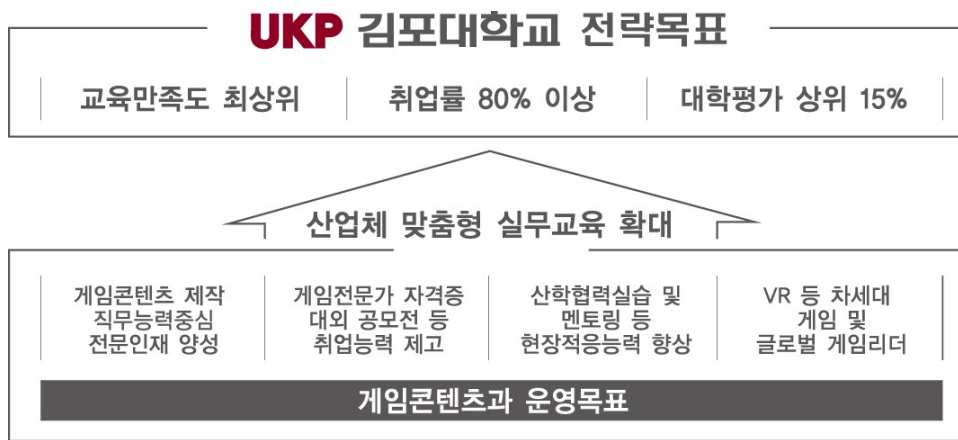 UKP 김포대학교 전략목표
교육만족도 최상위
취업률 80% 이상
대학평가 상위 15%
산업체 맞춤형 실무교육 확대
게임콘텐츠 제작
직무능력중심
전문인재 양성
게임전문가 자격증
대외 공모전 등
취업능력 제고
산학협력실습 및
멘토링 등
현장적응능력 향상
VR 등 차세대
게임 및
글로벌 게임리더
게임콘텐츠과 운영목표